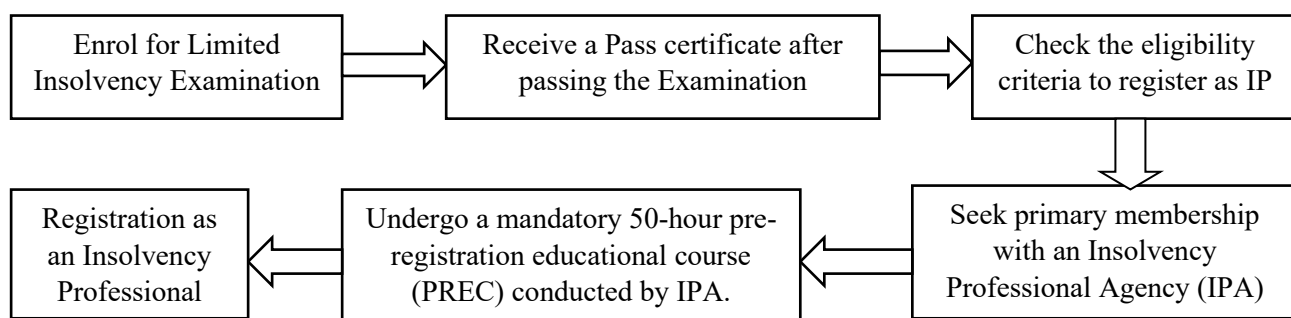 Enrol for Limited
Insolvency Examination
Receive a Pass certificate after
passing the Examination
Check the eligibility
criteria to register as IP
Seek primary membership
with an Insolvency
Professional Agency (IPA)
Undergo a mandatory 50-hour pre-
registration educational course
(PREC) conducted by IPA.
Registration as
an Insolvency
Professional